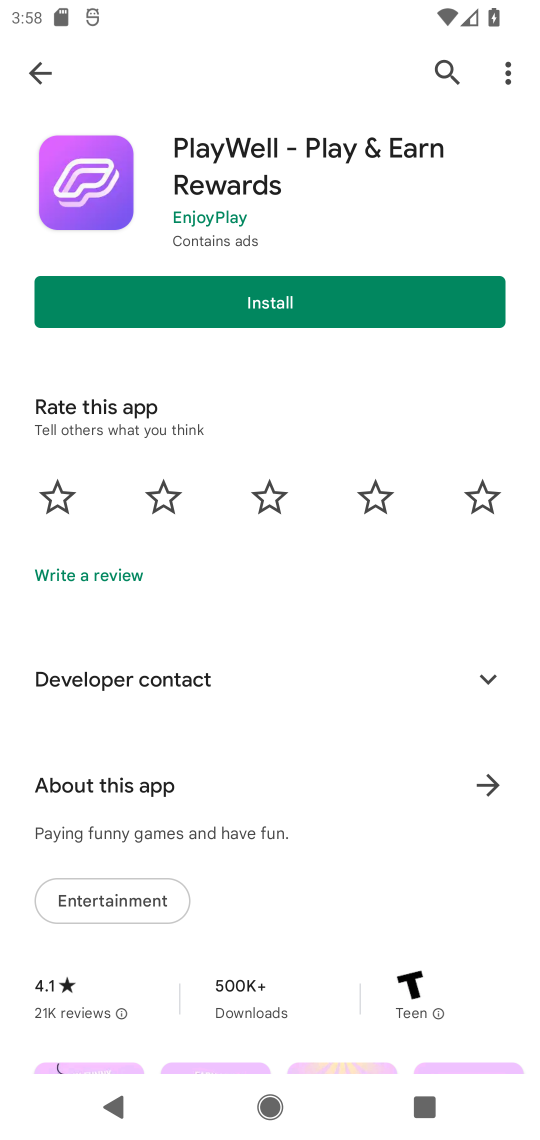 3:58
PlayWell - Play & Earn
Rewards
EnjoyPlay
Contains ads
Install
Rate this app
Tell others what you think
Write a review
Developer contact
About this app
Paying funny games and have fun.
Entertainment
4.1★ 500K+
21K reviews Downloads Teen